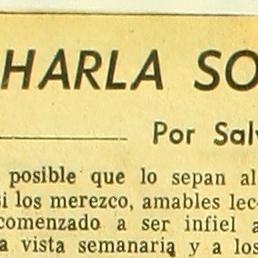 HARLA SO
Por Salv
posible que lo sepan al
si los merezco, amables lec-
comenzado a ser infiel a
a vista semanaria y a los